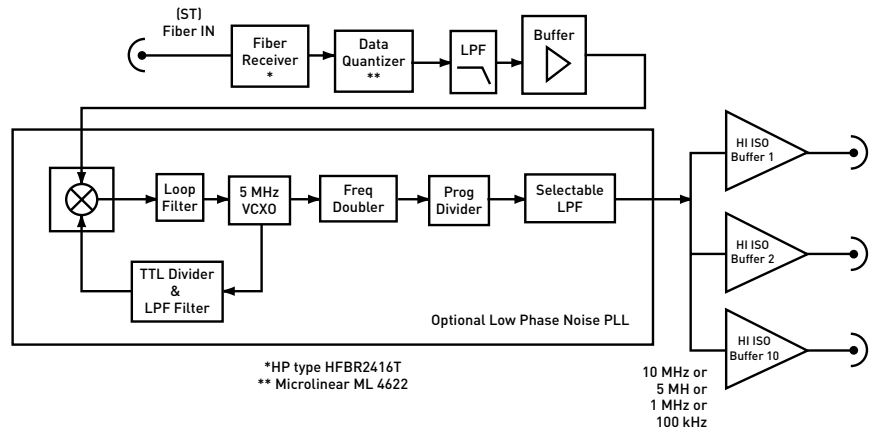 (ST)
Fiber IN
Fiber
Receiver
*
Data
Quantizer
**
LPF
Buffer
Loop
Filter
5 MHz
VCXO
Freq
Doubler
Prog
Divider
Selectable
LPF
TTL Divider
&
LPF Filter
Optional Low Phase Noise PLL
HI ISO
Buffer 1
HI ISO
Buffer 2
HI ISO
Buffer 10
*HP type HFBR2416T
** Microlinear ML 4622
10 MHz or
5 MH or
1 MHz or
100 kHz